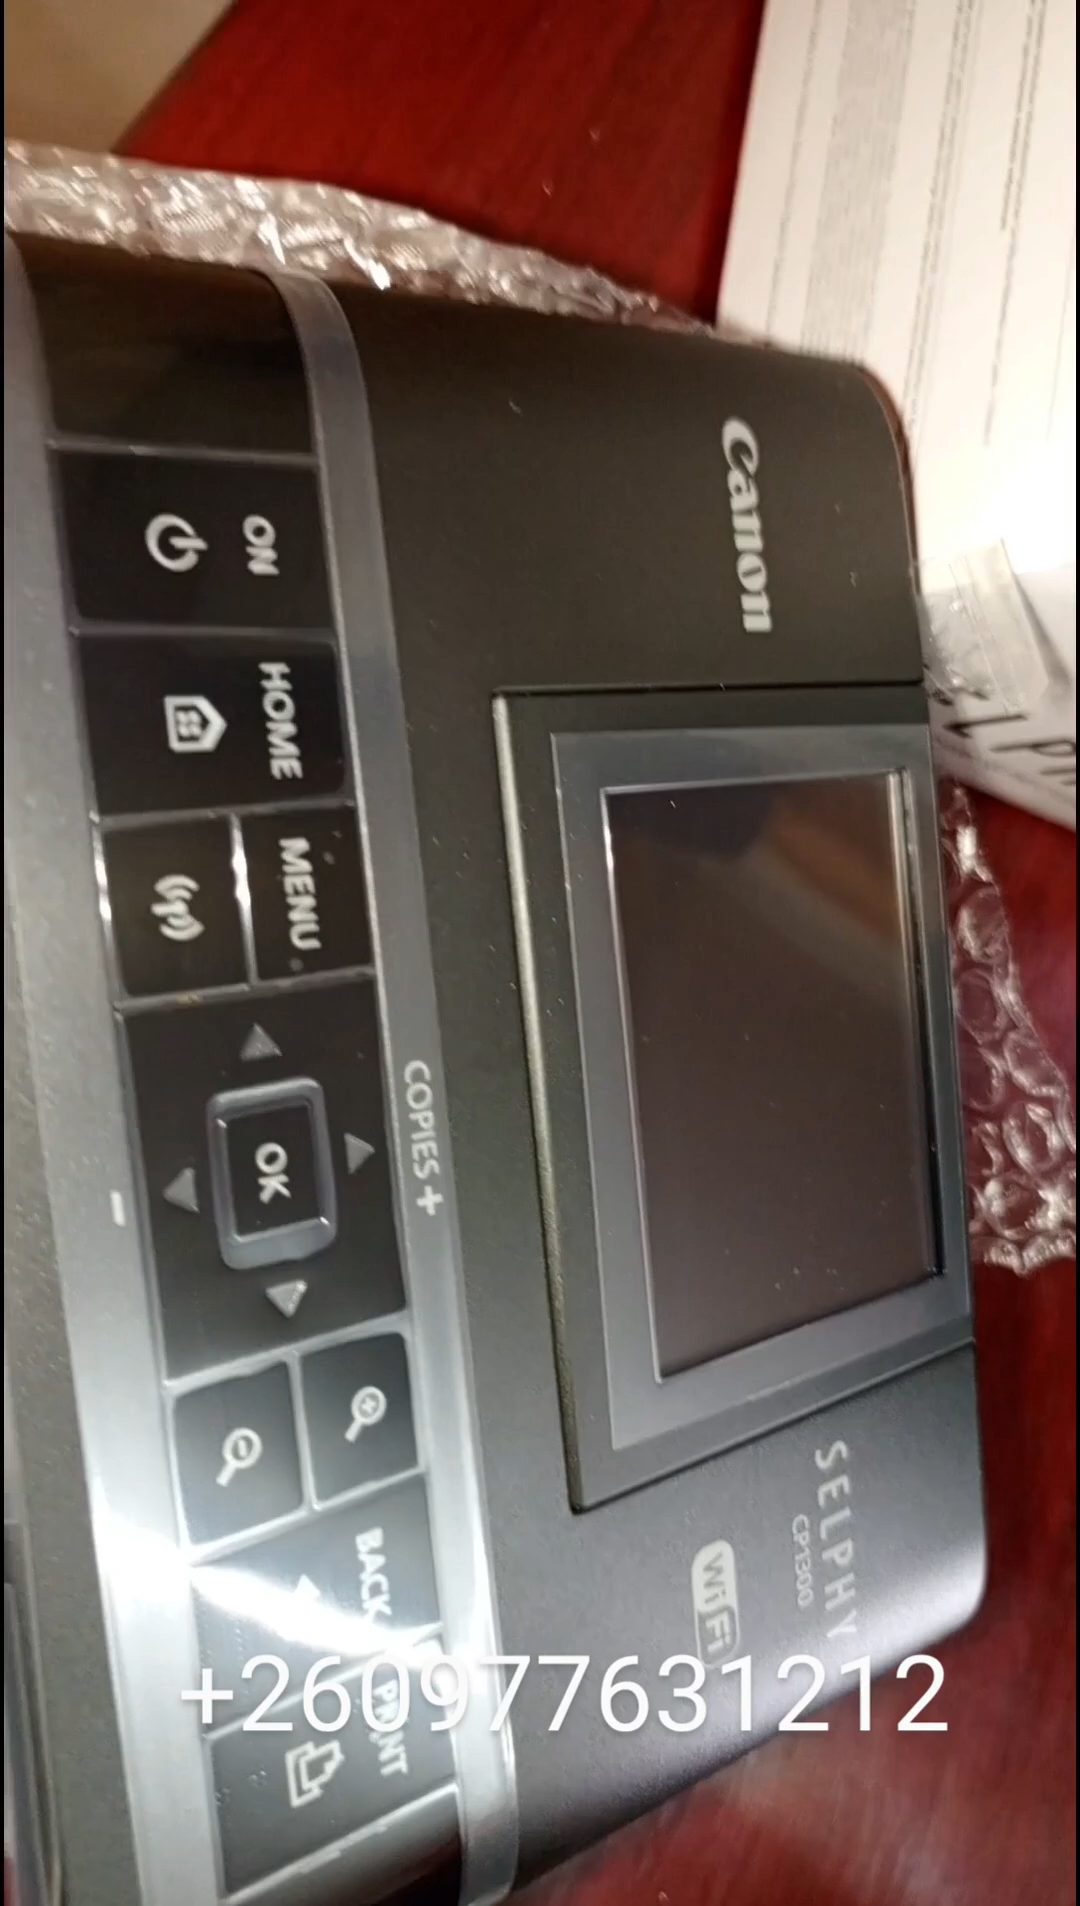 Canon
SELPHY
CP1300
Wi Fi
COPIES +
-
ON
HOME
MENU
OK
BACK
PRINT
+260977631212